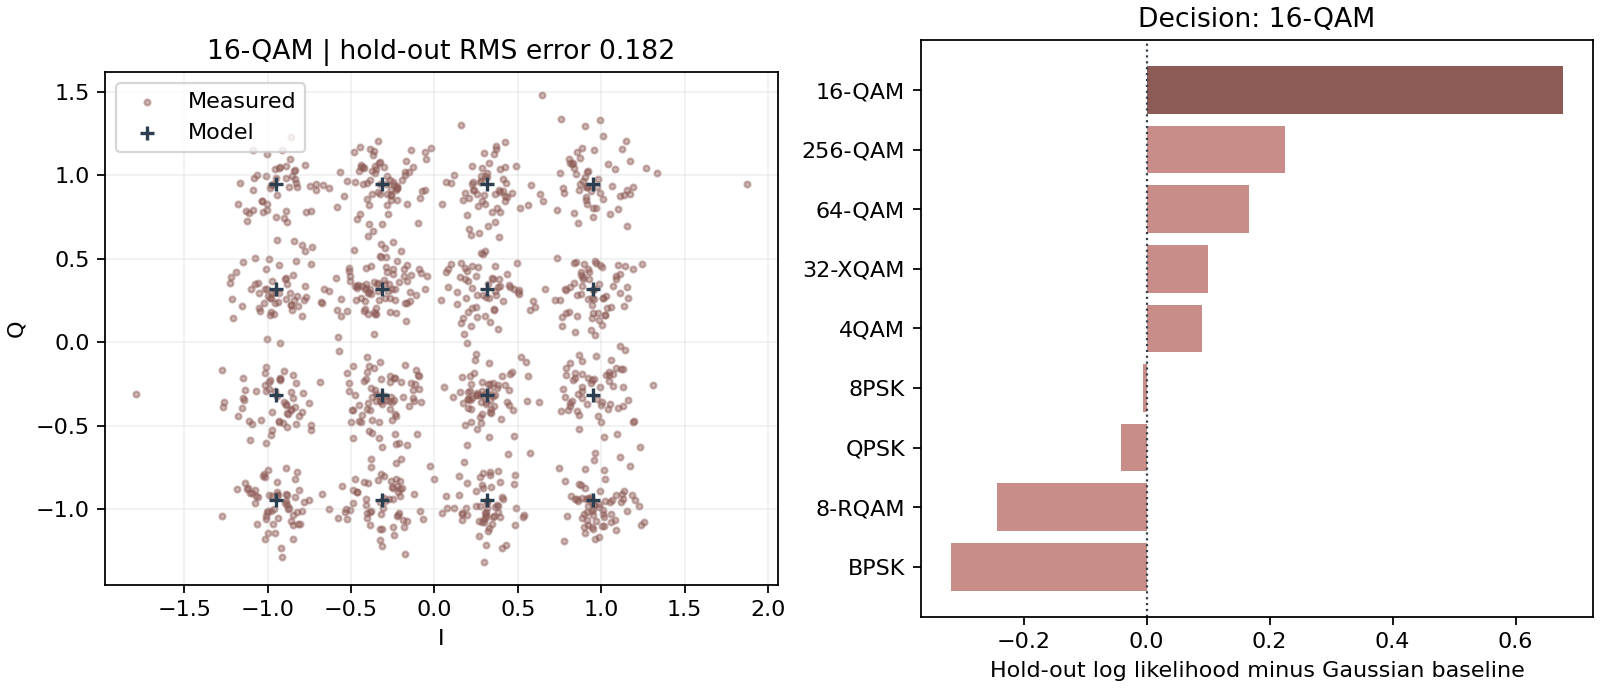 16-QAM | hold-out RMS error 0.182
Measured
Model
1.5
1.0
0.5
0.0
−0.5
−1.0
Q
−1.5
−1.0
−0.5
0.0
0.5
1.0
1.5
2.0
I
Decision: 16-QAM
16-QAM
256-QAM
64-QAM
32-XQAM
4QAM
8PSK
QPSK
8-RQAM
BPSK
−0.2
0.0
0.2
0.4
0.6
Hold-out log likelihood minus Gaussian baseline